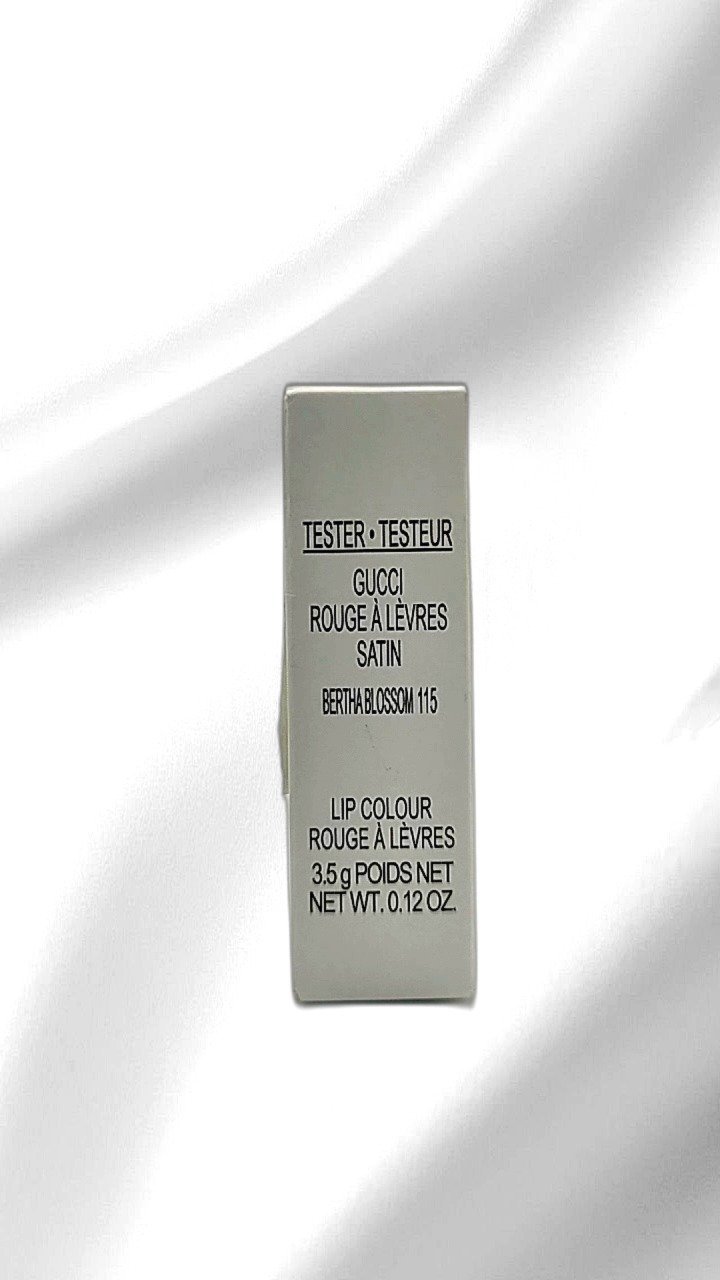 TESTER • TESTEUR
GUCCI
ROUGE À LÈVRES
SATIN
BERTHA BLOSSOM 115
LIP COLOUR
ROUGE À LÈVRES
3.5 g POIDS NET
NET WT. 0.12 OZ.